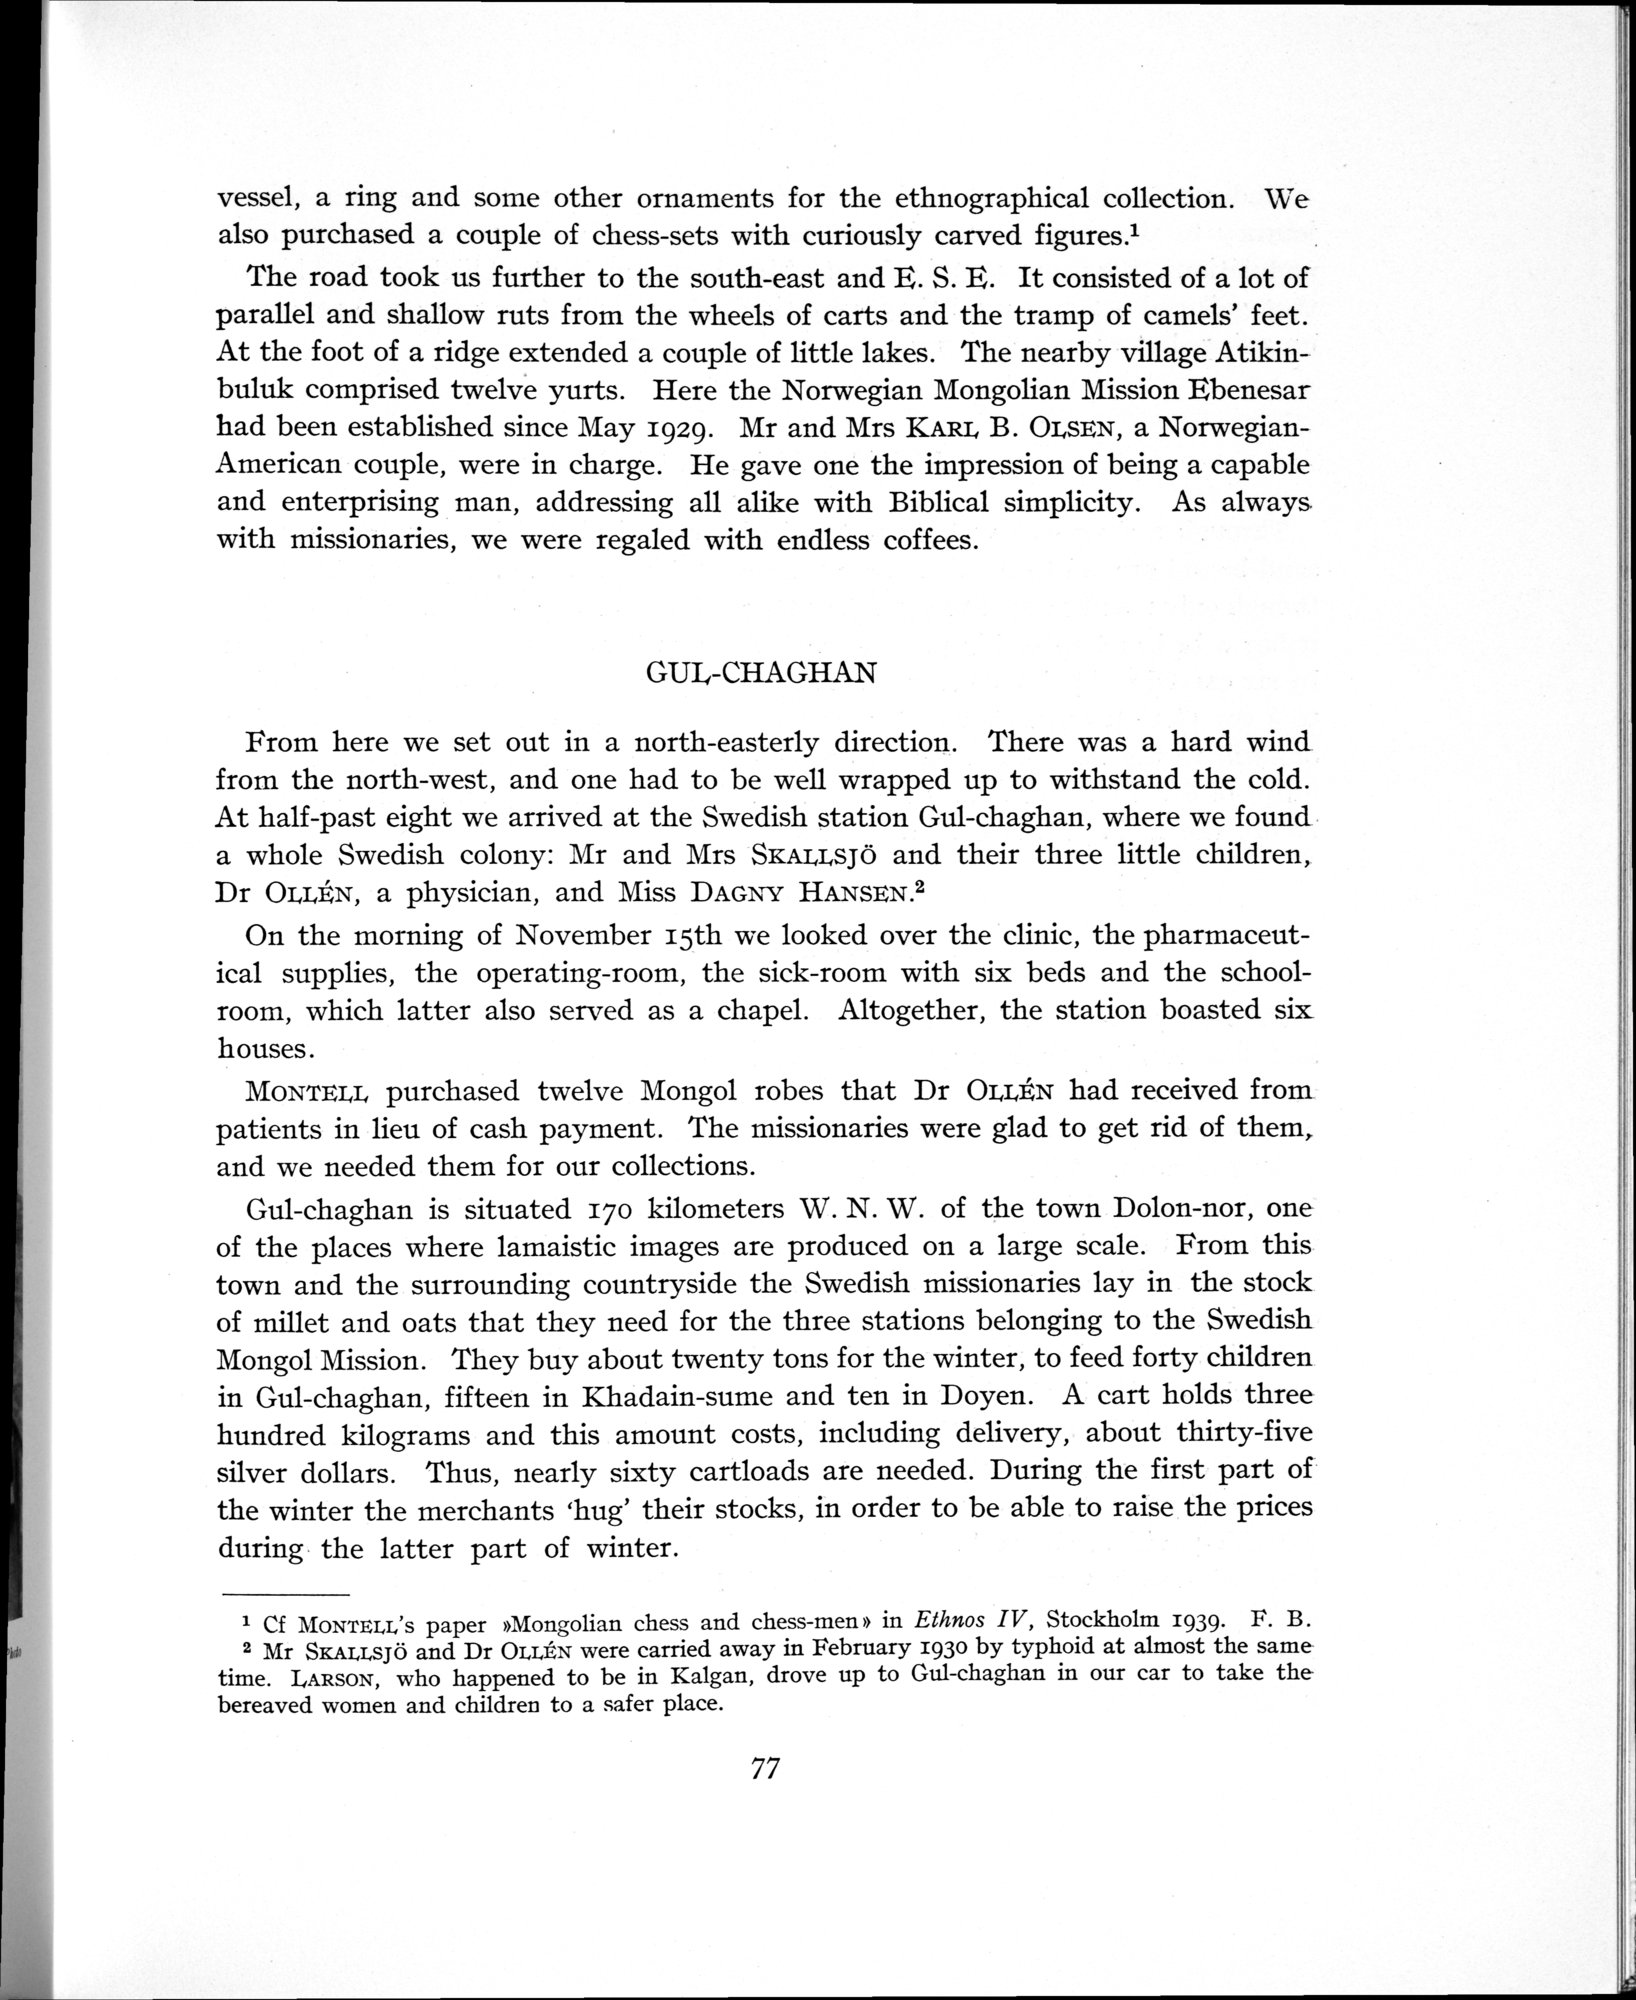 vessel, a ring and some other ornaments for the ethnographical collection. We
also purchased a couple of chess-sets with curiously carved figures.¹
The road took us further to the south-east and E. S. E. It consisted of a lot of
parallel and shallow ruts from the wheels of carts and the tramp of camels' feet.
At the foot of a ridge extended a couple of little lakes. The nearby village Atikin-
buluk comprised twelve yurts. Here the Norwegian Mongolian Mission Ebenesar
had been established since May 1929. Mr and Mrs KARL B. OLSEN, a Norwegian-
American couple, were in charge. He gave one the impression of being a capable
and enterprising man, addressing all alike with Biblical simplicity. As always
with missionaries, we were regaled with endless coffees.
GUL-CHAGHAN
From here we set out in a north-easterly direction. There was a hard wind
from the north-west, and one had to be well wrapped up to withstand the cold.
At half-past eight we arrived at the Swedish station Gul-chaghan, where we found
a whole Swedish colony: Mr and Mrs SKALLSJÖ and their three little children,
Dr OLLÉN, a physician, and Miss DAGNY HANSEN.²
On the morning of November 15th we looked over the clinic, the pharmaceut-
ical supplies, the operating-room, the sick-room with six beds and the school-
room, which latter also served as a chapel. Altogether, the station boasted six
houses.
MONTELL purchased twelve Mongol robes that Dr OLLÉN had received from
patients in lieu of cash payment. The missionaries were glad to get rid of them,
and we needed them for our collections.
Gul-chaghan is situated 170 kilometers W. N. W. of the town Dolon-nor, one
of the places where lamaistic images are produced on a large scale. From this
town and the surrounding countryside the Swedish missionaries lay in the stock
of millet and oats that they need for the three stations belonging to the Swedish
Mongol Mission. They buy about twenty tons for the winter, to feed forty children
in Gul-chaghan, fifteen in Khadain-sume and ten in Doyen. A cart holds three
hundred kilograms and this amount costs, including delivery, about thirty-five
silver dollars. Thus, nearly sixty cartloads are needed. During the first part of
the winter the merchants 'hug' their stocks, in order to be able to raise the prices
during the latter part of winter.
¹ Cf MONTELL's paper »Mongolian chess and chess-men» in Ethnos IV, Stockholm 1939. F. B.
² Mr SKALLSJÖ and Dr OLLÉN were carried away in February 1930 by typhoid at almost the same
time. LARSON, who happened to be in Kalgan, drove up to Gul-chaghan in our car to take the
bereaved women and children to a safer place.
77